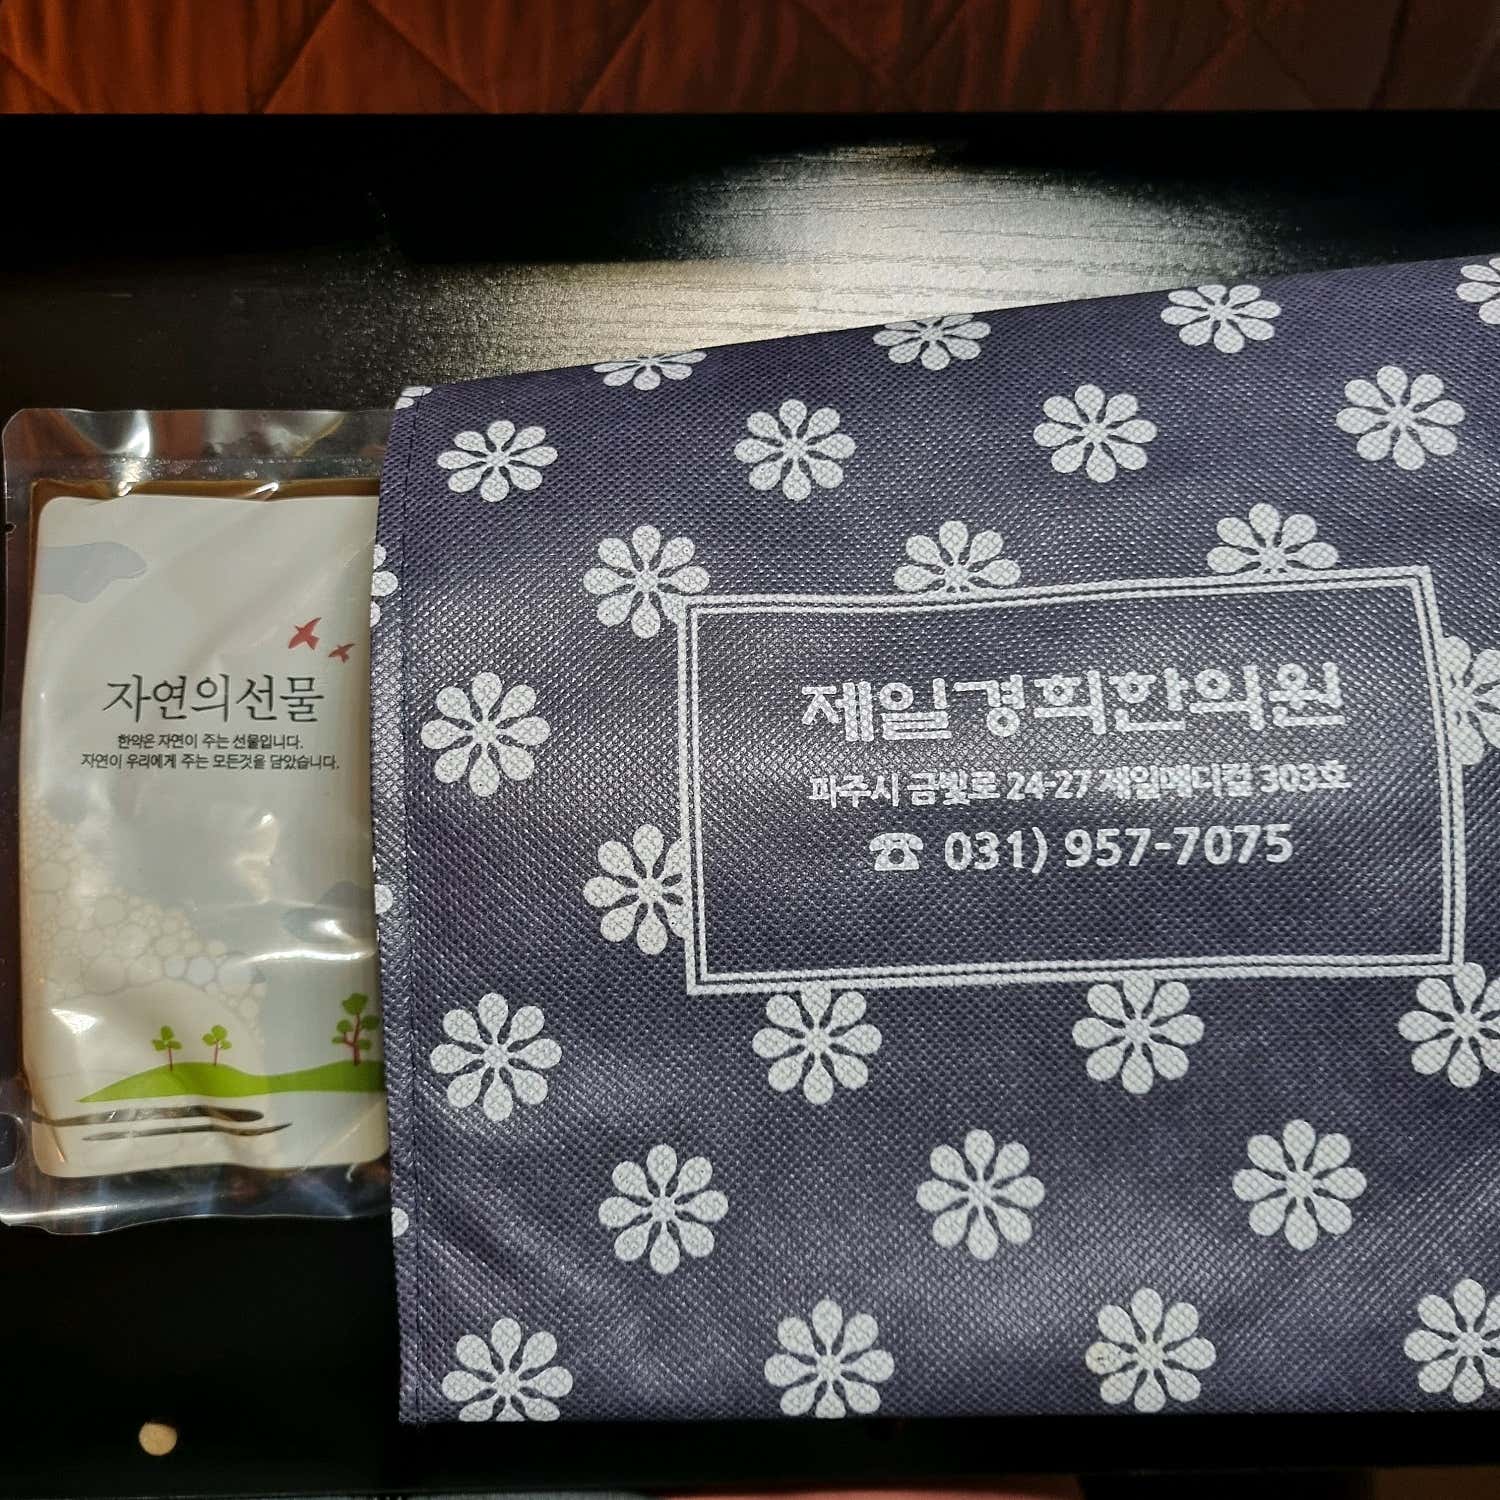 자연의선물
한약은 자연이 주는 선물입니다.
자연이 우리에게 주는 모든것을 담았습니다.
제일경희한의원
파주시 금빛로 24-27 제일메디컬 303호
☎ 031) 957-7075